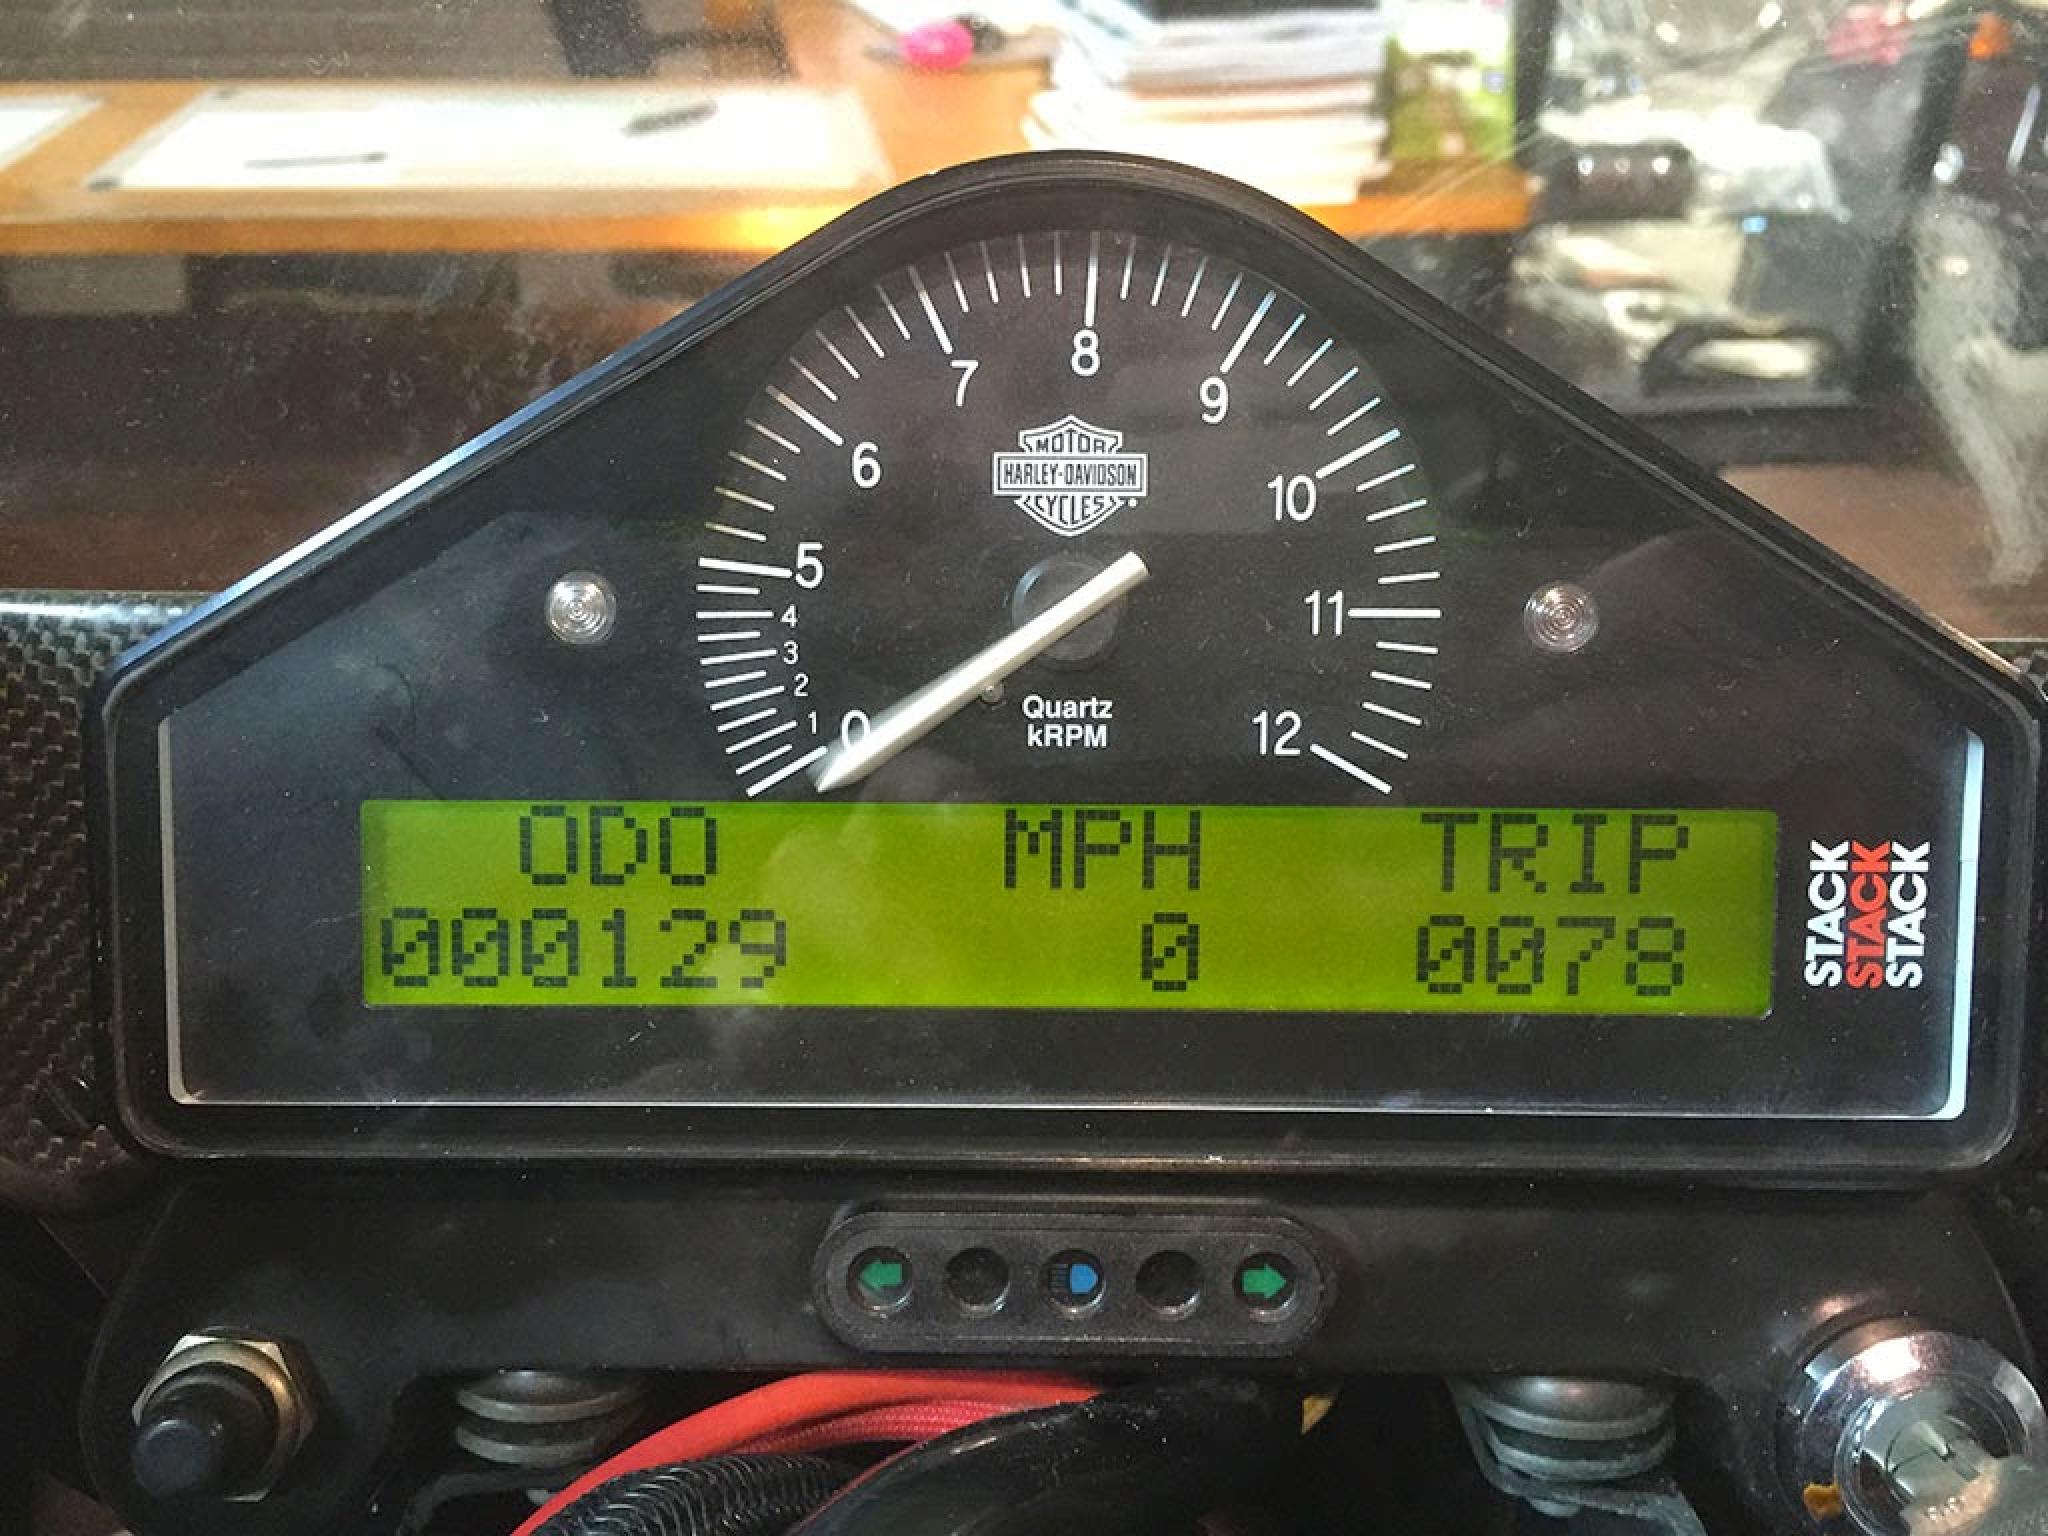 8
7
9
6
10
MOTOR
HARLEY-DAVIDSON
CYCLES
5
11
4
3
2
1
0
12
Quartz
kRPM
ODO MPH TRIP
000129 0 0078
STACK
STACK
STACK